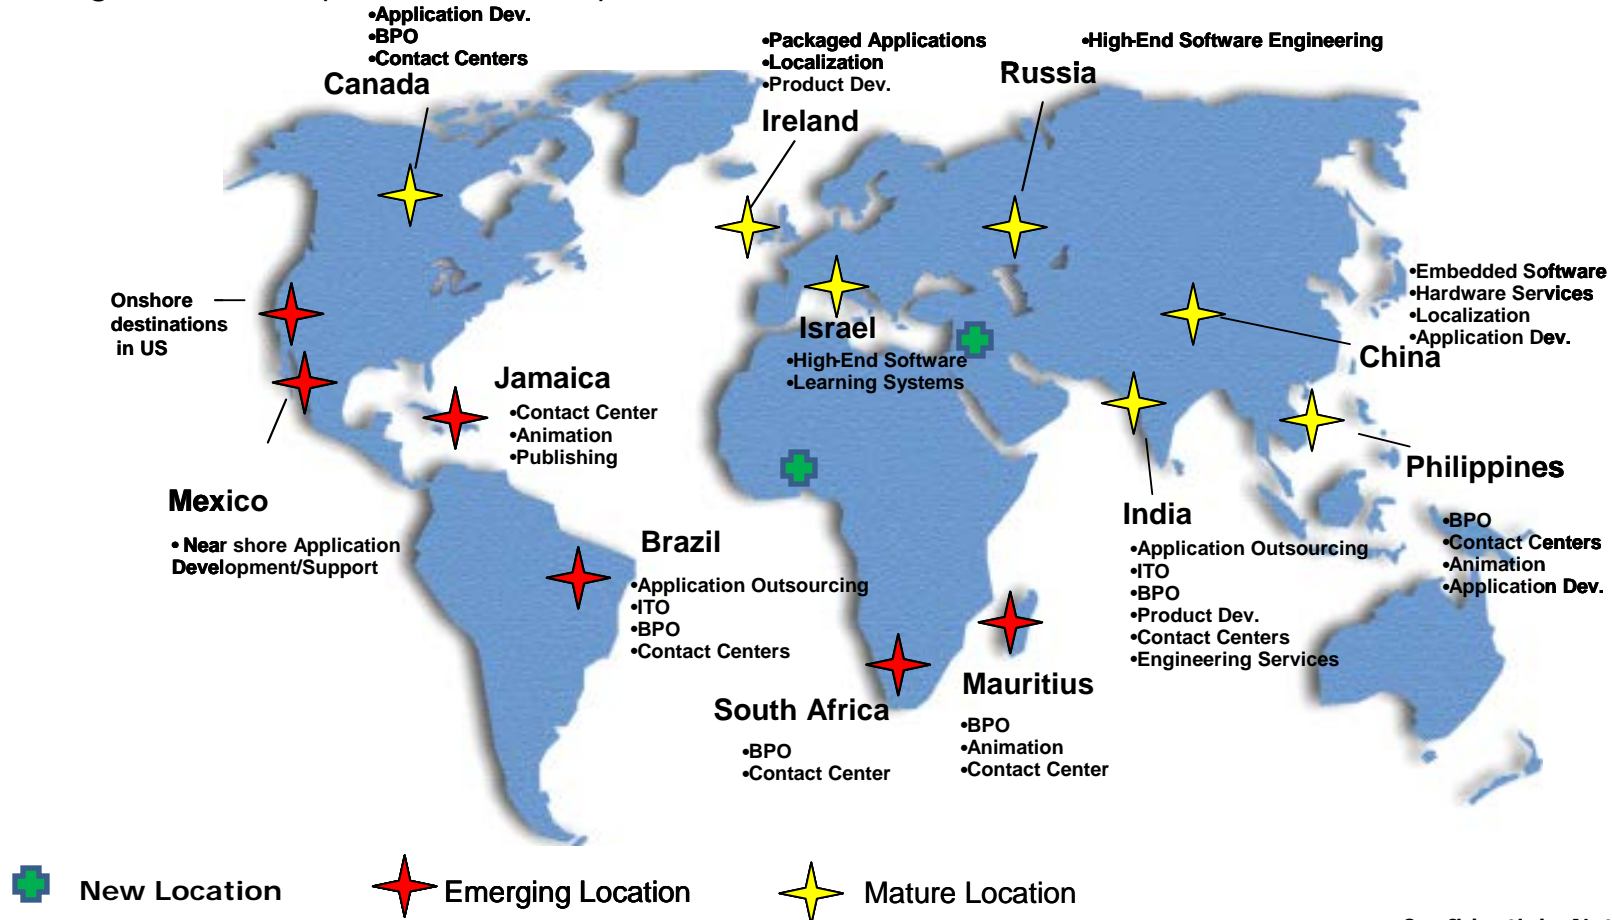 •Application Dev.
•BPO
•Contact Centers
Canada
•Packaged Applications
•Localization
•Product Dev.
Ireland
•High-End Software Engineering
Russia
Onshore
destinations
in US
Israel
•High-End Software
•Learning Systems
•Embedded Software
•Hardware Services
•Localization
•Application Dev.
China
Jamaica
•Contact Center
•Animation
•Publishing
Mexico
• Near shore Application
Development/Support
Brazil
•Application Outsourcing
•ITO
•BPO
•Contact Centers
India
•Application Outsourcing
•ITO
•BPO
•Product Dev.
•Contact Centers
•Engineering Services
Philippines
•BPO
•Contact Centers
•Animation
•Application Dev.
South Africa
•BPO
•Contact Center
Mauritius
•BPO
•Animation
•Contact Center
New Location
Emerging Location
Mature Location